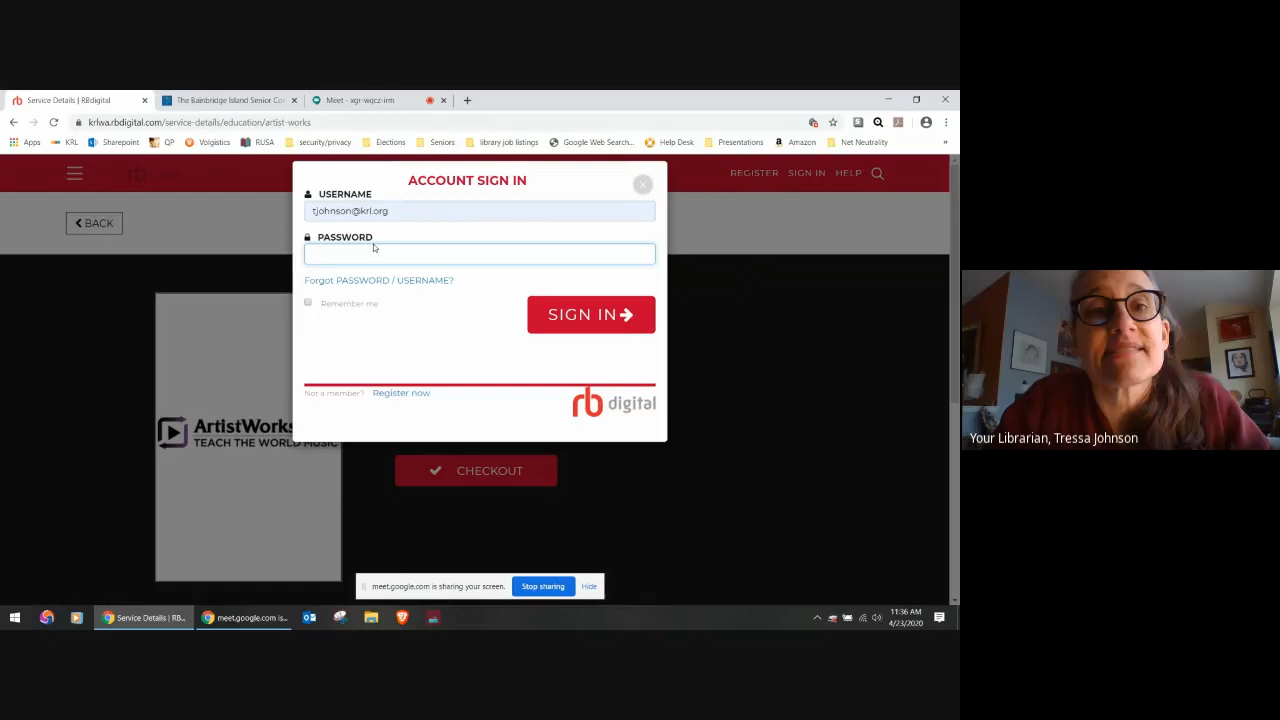 Service Details | RBdigital
The Bainbridge Island Senior Cor
Meet - xgr-wqcz-irm
krlwa.rbdigital.com/service-details/education/artist-works
Apps KRL Sharepoint QP Volgistics RUSA security/privacy Elections Seniors library job listings Google Web Search... Help Desk Presentations Amazon Net Neutrality »
REGISTER SIGN IN HELP
BACK
ACCOUNT SIGN IN
USERNAME
tjohnson@krl.org
PASSWORD
Forgot PASSWORD / USERNAME?
Remember me
SIGN IN
Not a member? Register now
rb digital
ArtistWorks
TEACH THE WORLD MUSIC
CHECKOUT
Your Librarian, Tressa Johnson
meet.google.com is sharing your screen. Stop sharing Hide
Service Details | RB...
meet.google.com is...
11:36 AM
4/23/2020